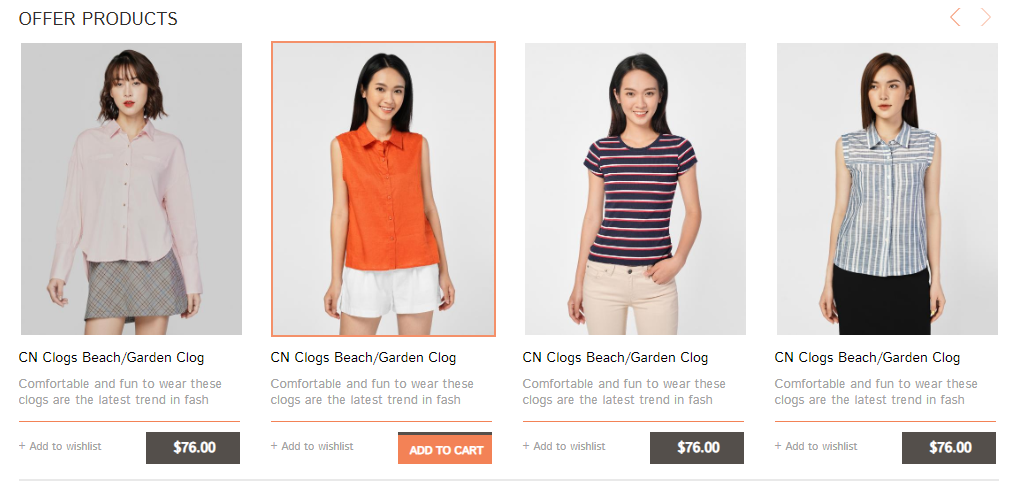 OFFER PRODUCTS
CN Clogs Beach/Garden Clog
Comfortable and fun to wear these
clogs are the latest trend in fash
+ Add to wishlist
$76.00
CN Clogs Beach/Garden Clog
Comfortable and fun to wear these
clogs are the latest trend in fash
+ Add to wishlist
ADD TO CART
CN Clogs Beach/Garden Clog
Comfortable and fun to wear these
clogs are the latest trend in fash
+ Add to wishlist
$76.00
CN Clogs Beach/Garden Clog
Comfortable and fun to wear these
clogs are the latest trend in fash
+ Add to wishlist
$76.00